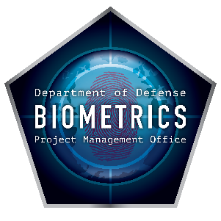 Department of Defense
BIOMETRICS
Project Management Office